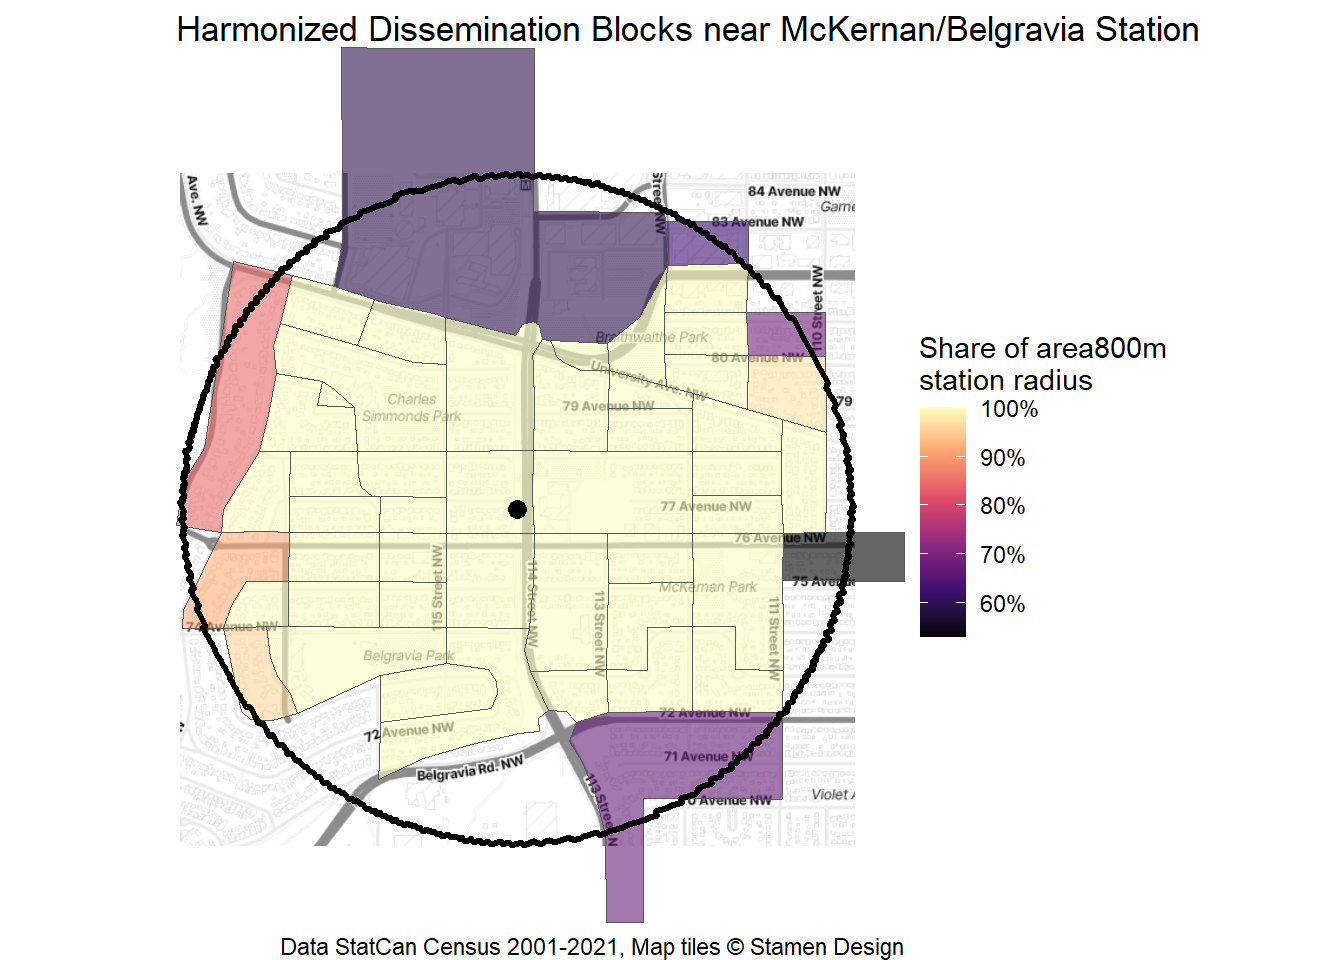 Harmonized Dissemination Blocks near McKernan/Belgravia Station
Ave. NW
Street NW
84 Avenue NW
Garne
83 Avenue NW
110 Street NW
Braithwaithe Park
80 Avenue NW
University Ave. NW
Charles
Simmonds Park
79 Avenue NW
79
77 Avenue NW
76 Avenue NW
75 Avenue
115 Street NW
114 Street NW
113 Street NW
McKernan Park
111 Street NW
74 Avenue NW
Belgravia Park
72 Avenue NW
72 Avenue NW
71 Avenue NW
Belgravia Rd. NW
113 Street N
0 Avenue NW
Violet A
Share of area800m
station radius
100%
90%
80%
70%
60%
Data StatCan Census 2001-2021, Map tiles © Stamen Design